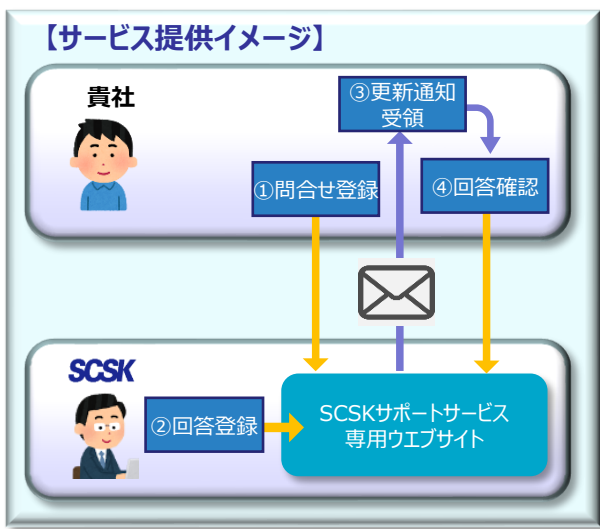 【サービス提供イメージ】
貴社
③更新通知
受領
①問合せ登録
④回答確認
SCSK
②回答登録
SCSKサポートサービス
専用ウエブサイト